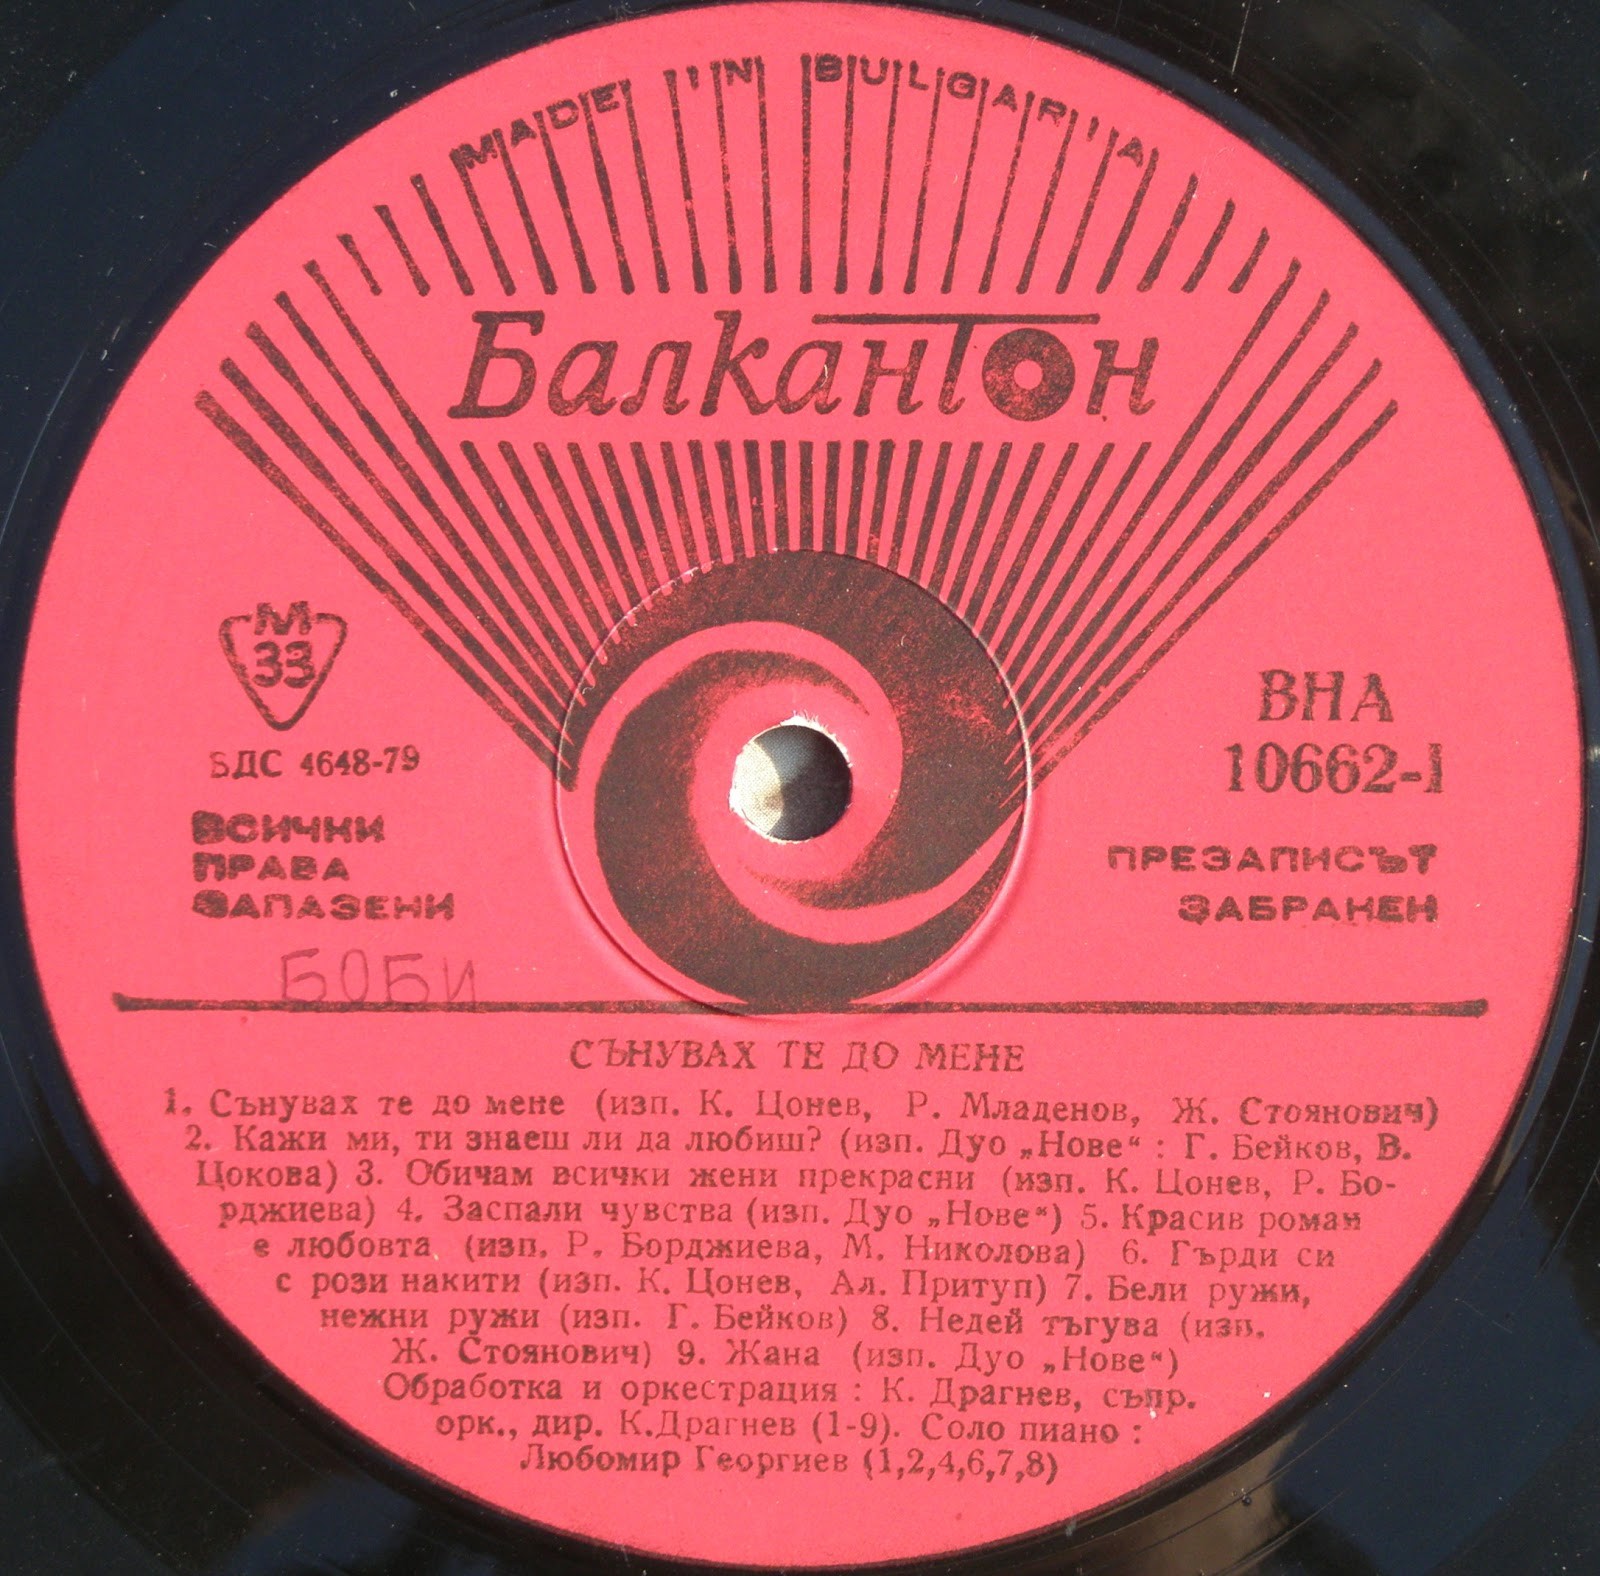 MADE IN BULGARIA
Балкантон
М
33
БДС 4648-79
ВСИЧКИ
ПРАВА
ЗАПАЗЕНИ
БОБИ
ВНА
10662-1
ПРЕЗАПИСЪТ
ЗАБРАНЕН
СЪНУВАХ ТЕ ДО МЕНЕ
1. Сънувах те до мене (изп. К. Цонев, Р. Младенов, Ж. Стоянович)
2. Кажи ми, ти знаеш ли да любиш? (изп. Дуо „Нове“ : Г. Бейков, В.
Цокова) 3. Обичам всички жени прекрасни (изп. К. Цонев, Р. Бо-
рджиева) 4. Заспали чувства (изп. Дуо „Нове“) 5. Красив роман
е любовта (изп. Р. Борджиева, М. Николова) 6. Гърди си
с рози накити (изп. К. Цонев, Ал. Притуп) 7. Бели ружи,
нежни ружи (изп. Г. Бейков) 8. Недей тъгува (изп.
Ж. Стоянович) 9. Жана (изп. Дуо „Нове“)
Обработка и оркестрация : К. Драгнев, съпр.
орк., дир. К.Драгнев (1-9). Соло пиано :
Любомир Георгиев (1,2,4,6,7,8)